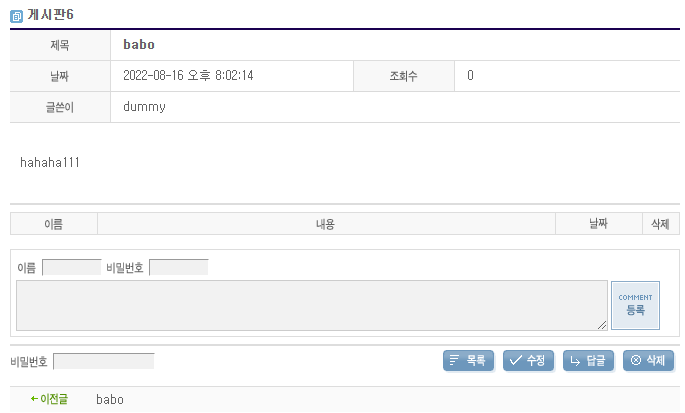 게시판6
제목 babo
날짜 2022-08-16 오후 8:02:14 조회수 0
글쓴이 dummy
hahaha111
이름 내용 날짜 삭제
이름 비밀번호
COMMENT
등록
비밀번호 목록 수정 답글 삭제
이전글 babo